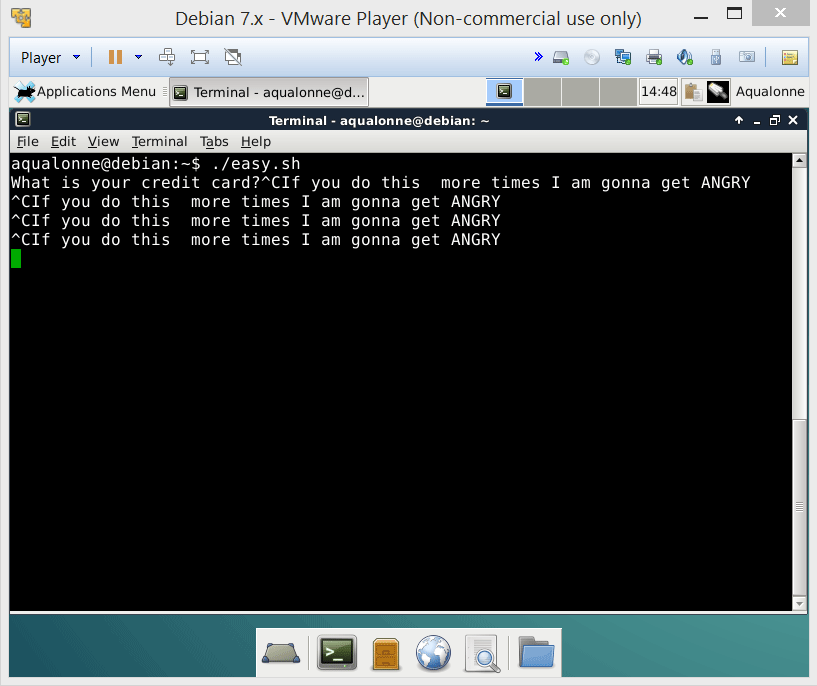 Debian 7.x - VMware Player (Non-commercial use only)
Player
Applications Menu Terminal - aqualonne@d... 14:48 Aqualonne
Terminal - aqualonne@debian: ~
File Edit View Terminal Tabs Help
aqualonne@debian:~$ ./easy.sh
What is your credit card?^CIf you do this  more times I am gonna get ANGRY
^CIf you do this  more times I am gonna get ANGRY
^CIf you do this  more times I am gonna get ANGRY
^CIf you do this  more times I am gonna get ANGRY